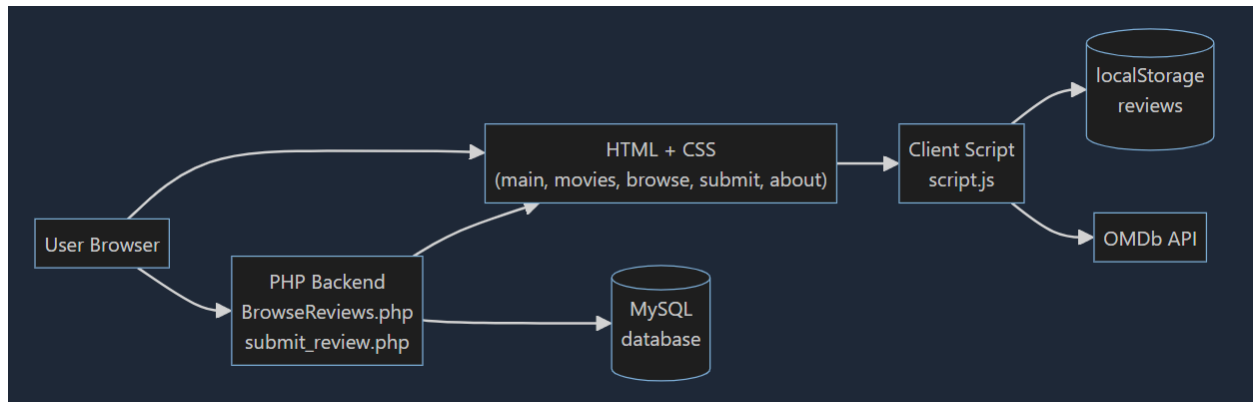 User Browser
PHP Backend
BrowseReviews.php
submit_review.php
HTML + CSS
(main, movies, browse, submit, about)
MySQL
database
Client Script
script.js
localStorage
reviews
OMDb API